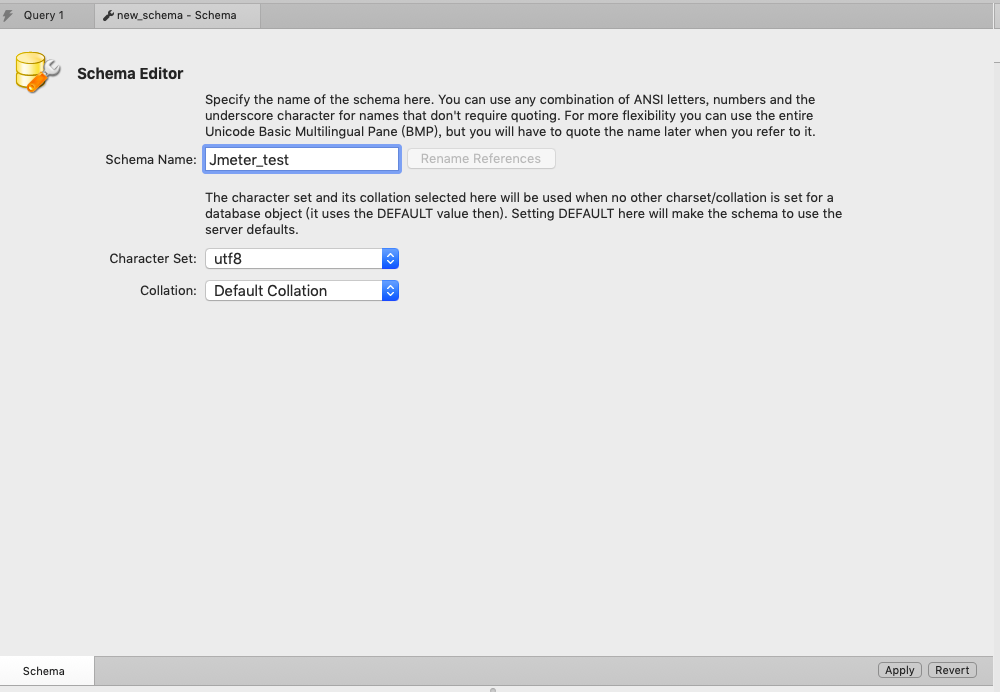 Query 1
new_schema - Schema
Schema Editor
Specify the name of the schema here. You can use any combination of ANSI letters, numbers and the
underscore character for names that don't require quoting. For more flexibility you can use the entire
Unicode Basic Multilingual Pane (BMP), but you will have to quote the name later when you refer to it.
Schema Name: Jmeter_test Rename References
The character set and its collation selected here will be used when no other charset/collation is set for a
database object (it uses the DEFAULT value then). Setting DEFAULT here will make the schema to use the
server defaults.
Character Set: utf8
Collation: Default Collation
Schema
Apply Revert